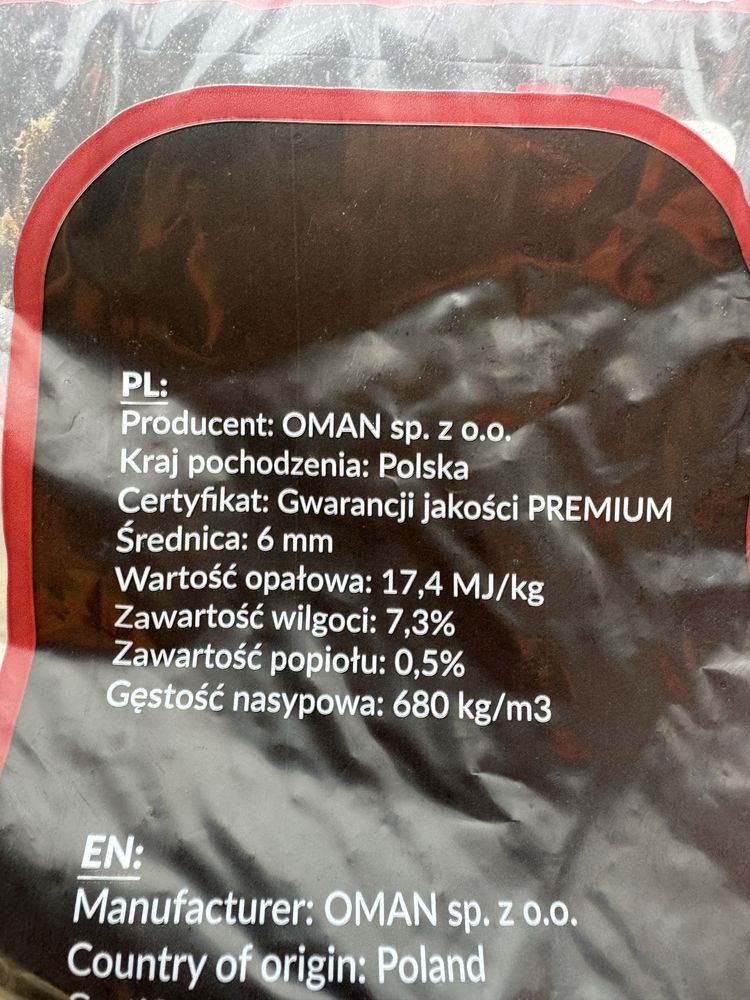 PL:
Producent: OMAN sp. z o.o.
Kraj pochodzenia: Polska
Certyfikat: Gwarancji jakości PREMIUM
Średnica: 6 mm
Wartość opałowa: 17,4 MJ/kg
Zawartość wilgoci: 7,3%
Zawartość popiołu: 0,5%
Gęstość nasypowa: 680 kg/m3
EN:
Manufacturer: OMAN sp. z o.o.
Country of origin: Poland